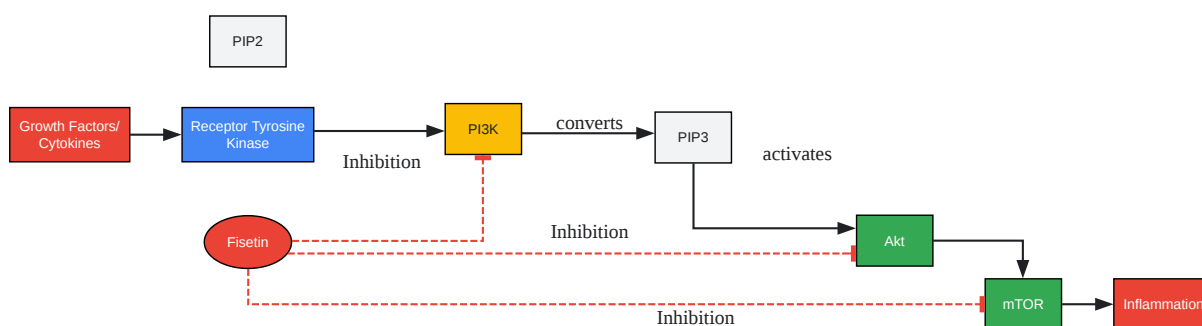 PIP2
Growth Factors/
Cytokines
Receptor Tyrosine
Kinase
PI3K
converts
PIP3
Inhibition
activates
Fisetin
Inhibition
Akt
mTOR
Inflammation
Inhibition